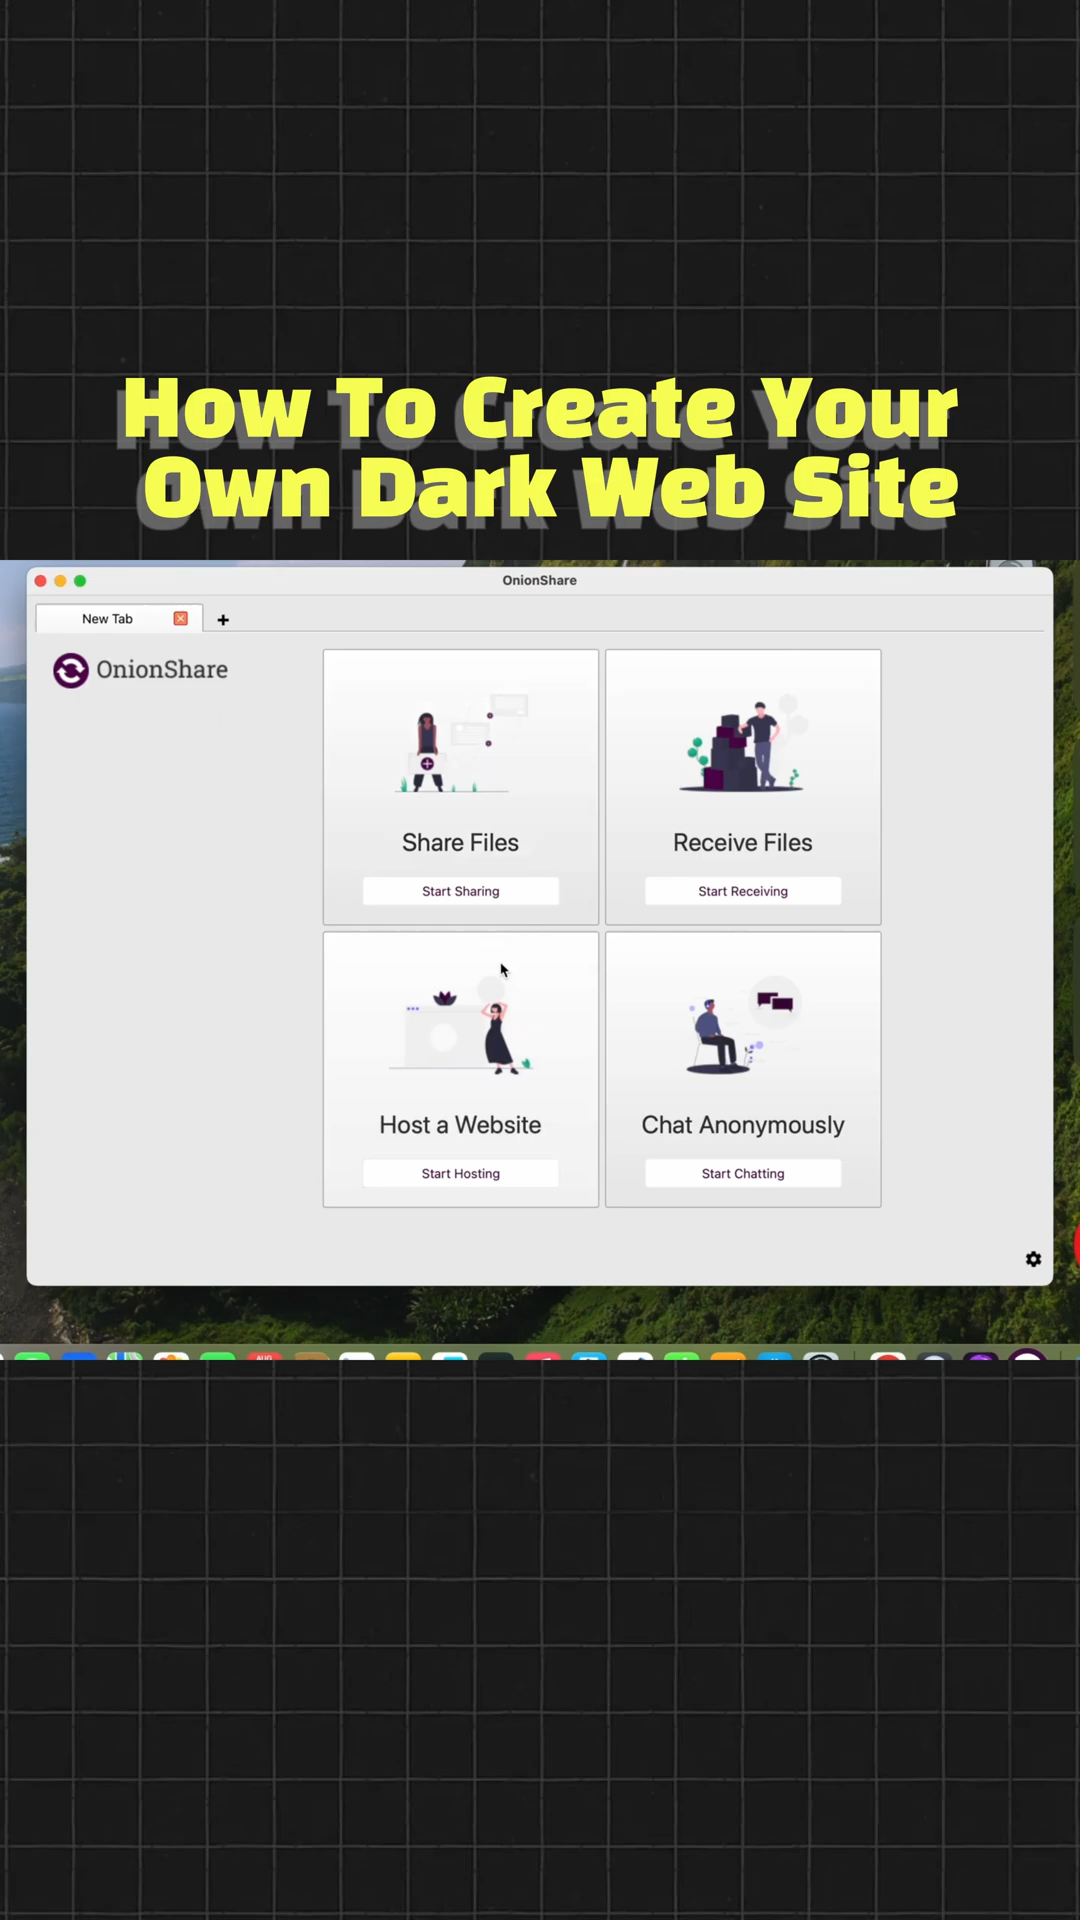 How To Create Your
Own Dark Web Site
OnionShare
New Tab
+
OnionShare
Share Files
Start Sharing
Receive Files
Start Receiving
Host a Website
Start Hosting
Chat Anonymously
Start Chatting
AUG